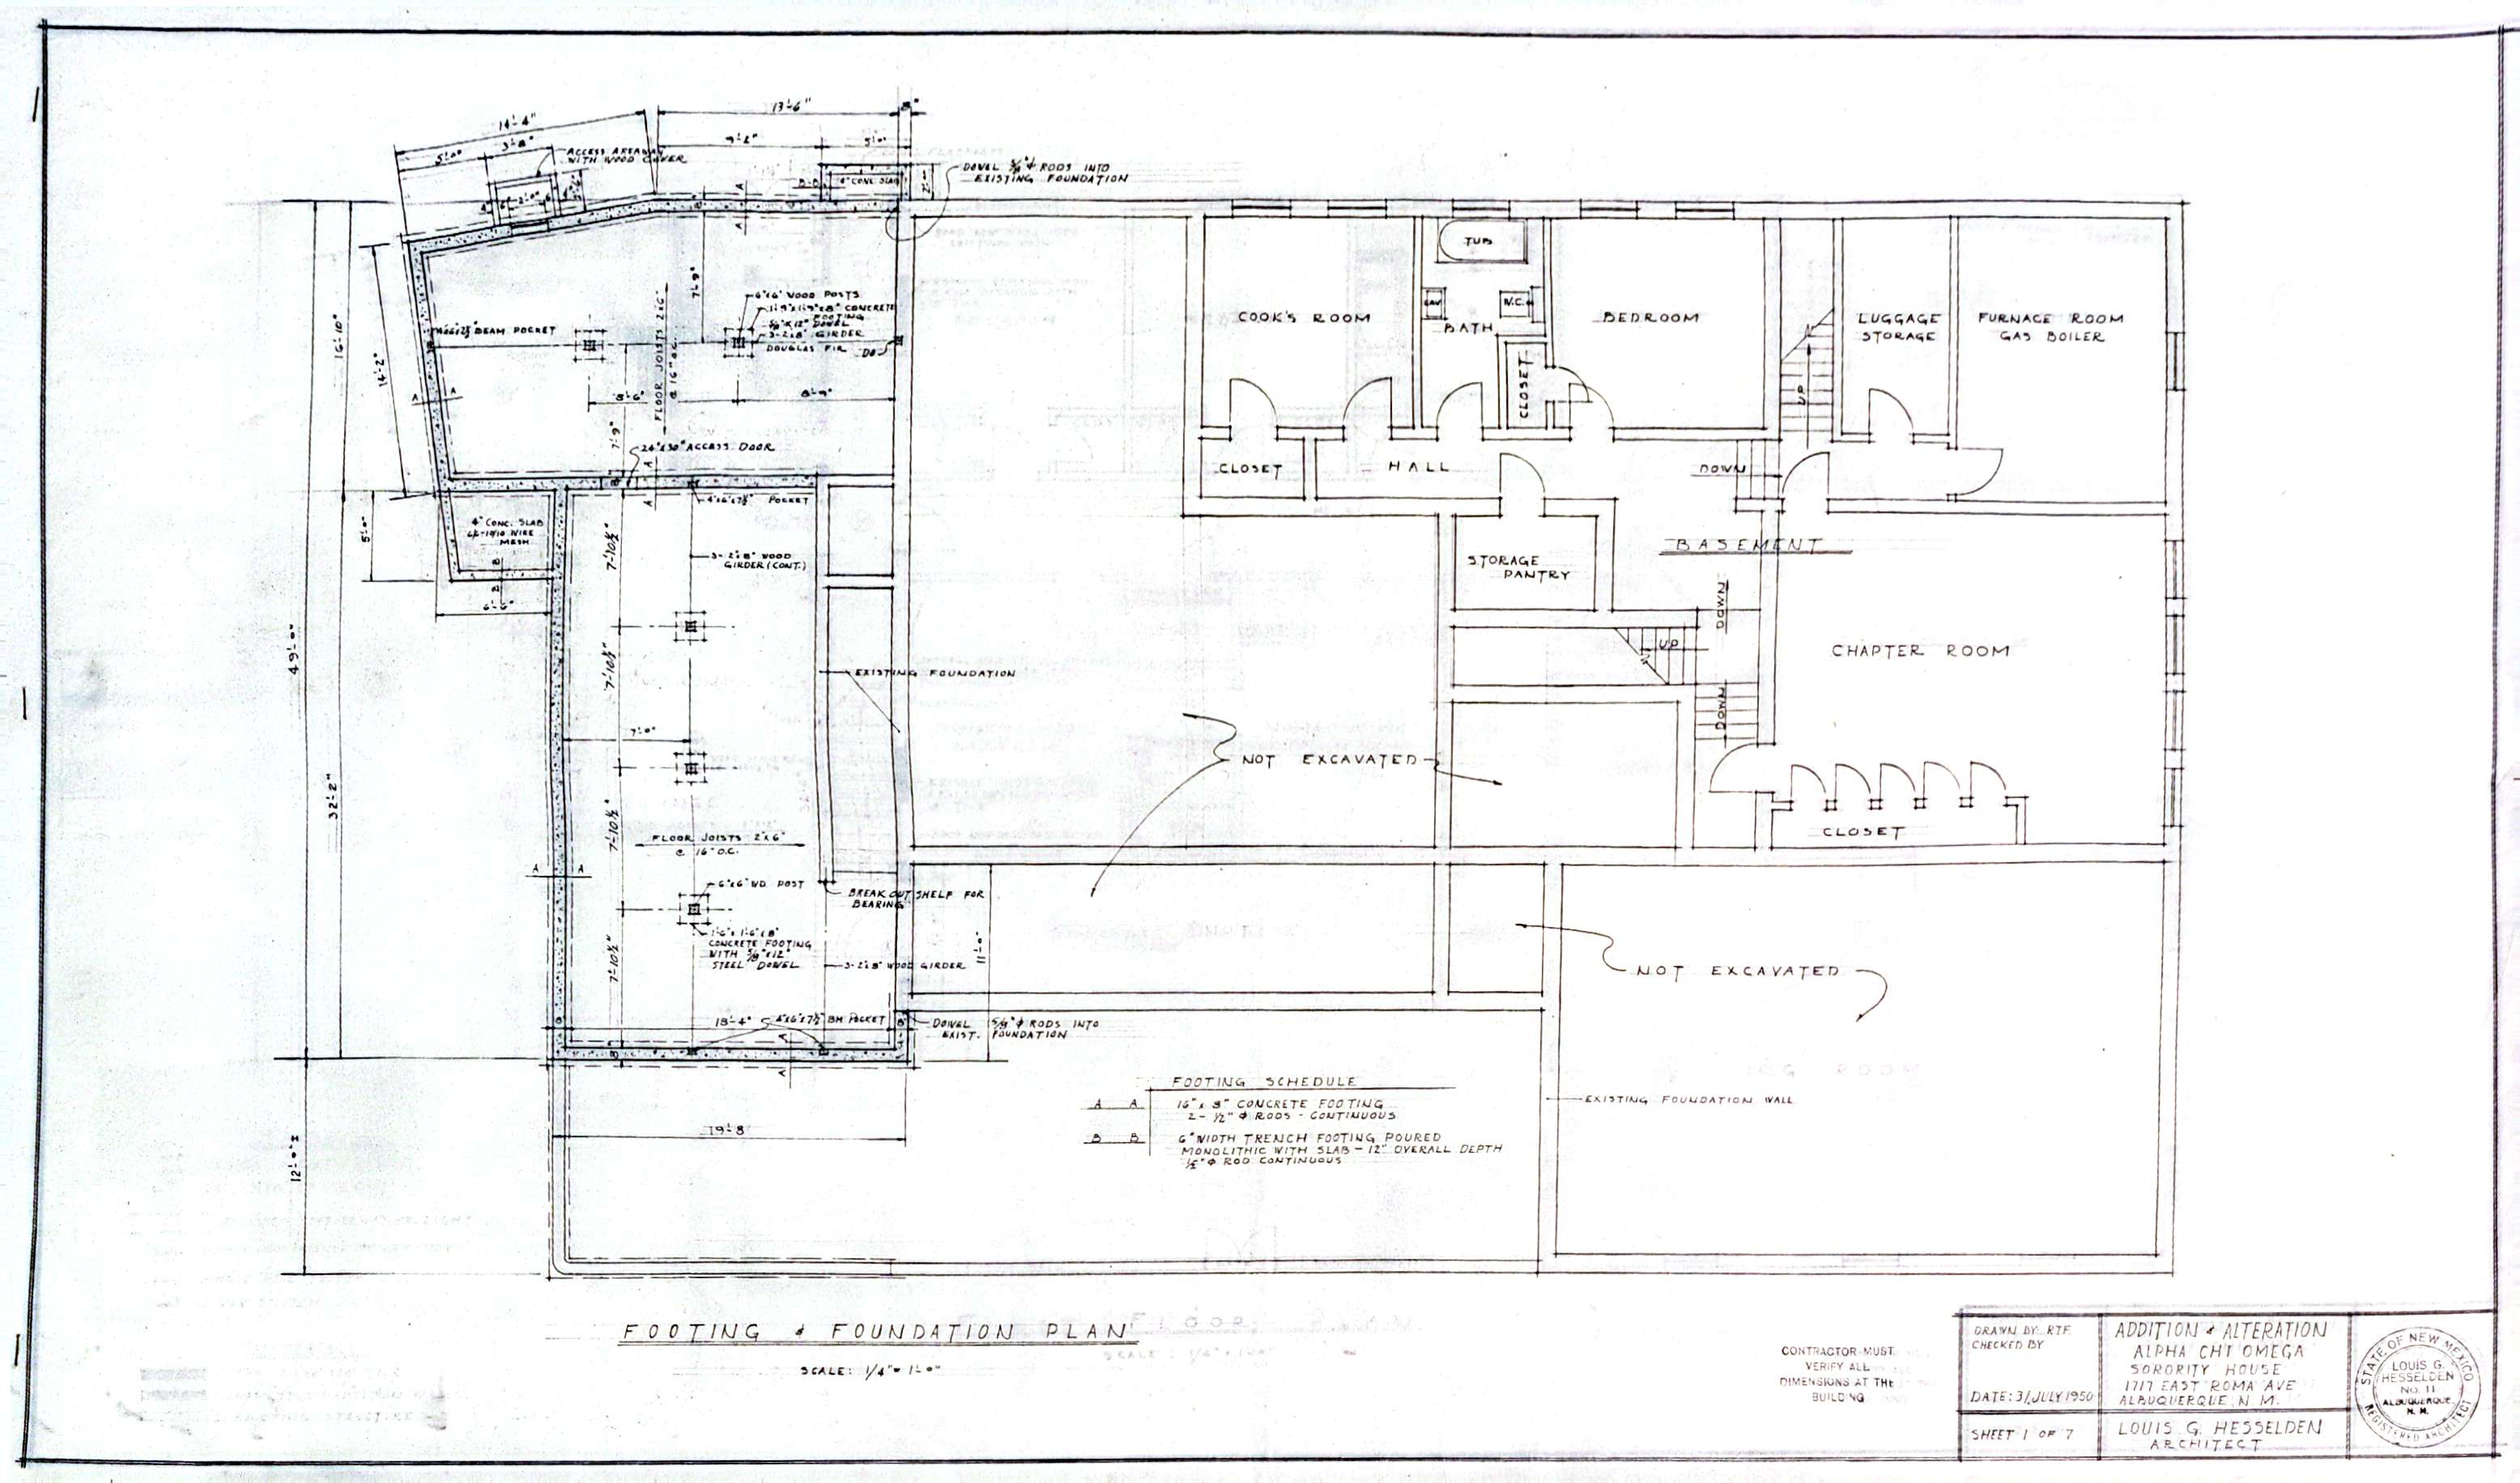 13'-6"
8"
14'-4"
9'-2"
5'-0"
5'-0"
3'-8"
ACCESS AREAWAY
WITH WOOD COVER
DOWEL 5/8" φ RODS INTO
EXISTING FOUNDATION
B-B
4" CONC. SLAB
A
A
2'-0"
TUB
LAV
W.C.
COOK'S ROOM
BATH
BEDROOM
LUGGAGE
STORAGE
FURNACE ROOM
GAS BOILER
CLOSET
UP
7'-9"
6"x6" WOOD POSTS
1'-9"x1'-9"x8" CONCRETE
FOOTING
5/8"x12" DOWEL
3-2"x8" GIRDER
DOUGLAS FIR
DO
BEAM POCKET
FLOOR JOISTS 2"x6"
@ 16" O.C.
16'-10"
14'-2"
A
A
8'-6"
8'-9"
7'-9"
24"x30" ACCESS DOOR
A
A
4"x6"x7½" POCKET
CLOSET
HALL
DOWN
4" CONC. SLAB
6x6-10/10 WIRE
MESH
5'-0"
B
B
6'-6"
7'-10½"
3-2"x8" WOOD
GIRDER (CONT.)
STORAGE
PANTRY
BASEMENT
DOWN
UP
DOWN
CHAPTER ROOM
49'-0"
7'-10½"
EXISTING FOUNDATION
7'-0"
NOT EXCAVATED
32'-2"
7'-10½"
FLOOR JOISTS 2"x6"
@ 16" O.C.
CLOSET
A
A
6"x6" WD. POST
BREAK OUT SHELF FOR
BEARING
1'-6"x1'-6"x8"
CONCRETE FOOTING
WITH 5/8"x12"
STEEL DOWEL
7'-10½"
3-2"x8" WOOD GIRDER
11'-0"
NOT EXCAVATED
8"
18'-4"
4"x6"x7½" BM POCKET
8"
DOWEL 5/8" φ RODS INTO
EXIST. FOUNDATION
8"
A
A
FOOTING SCHEDULE
A A 16" x 8" CONCRETE FOOTING
2 - ½" φ RODS - CONTINUOUS
B B 6" WIDTH TRENCH FOOTING POURED
MONOLITHIC WITH SLAB - 12" OVERALL DEPTH
½" φ ROD CONTINUOUS
EXISTING FOUNDATION WALL
19'-8
12'-0"±
FOOTING & FOUNDATION PLAN
SCALE: 1/4" = 1'-0"
CONTRACTOR MUST
VERIFY ALL
DIMENSIONS AT THE
BUILDING
DRAWN BY RTF
CHECKED BY
DATE: 31, JULY 1950
SHEET 1 OF 7
ADDITION & ALTERATION
ALPHA CHI OMEGA
SORORITY HOUSE
1717 EAST ROMA AVE
ALBUQUERQUE, N. M.
LOUIS G. HESSELDEN
ARCHITECT
STATE OF NEW MEXICO
LOUIS G.
HESSELDEN
NO. 11
ALBUQUERQUE
N. M.
REGISTERED ARCHITECT